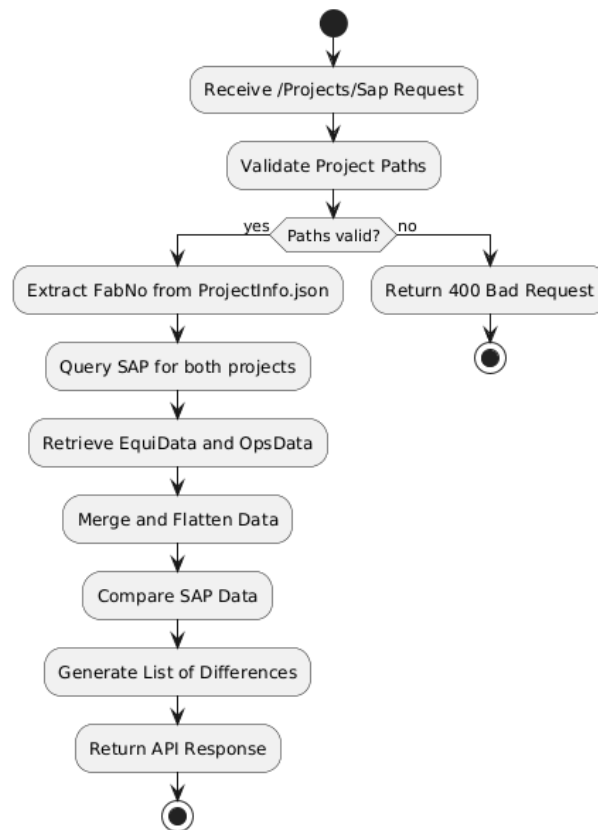 Receive /Projects/Sap Request
Validate Project Paths
yes
Paths valid?
no
Extract FabNo from ProjectInfo.json
Return 400 Bad Request
Query SAP for both projects
Retrieve EquiData and OpsData
Merge and Flatten Data
Compare SAP Data
Generate List of Differences
Return API Response